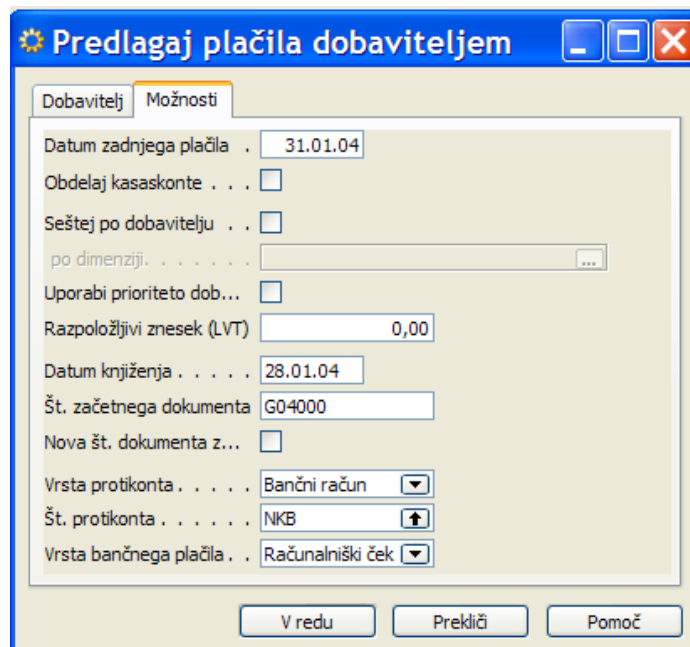 Predlagaj plačila dobaviteljem
Dobavitelj Možnosti
Datum zadnjega plačila . 31.01.04
Obdelaj kasaskonte . . .
Seštej po dobavitelju . .
po dimenziji. . . . . . . ...
Uporabi prioriteto dob...
Razpoložljivi znesek (LVT) 0,00
Datum knjiženja . . . . . 28.01.04
Št. začetnega dokumenta G04000
Nova št. dokumenta z...
Vrsta protikonta . . . . . Bančni račun
Št. protikonta . . . . . . NKB
Vrsta bančnega plačila . . Računalniški ček
V redu Prekliči Pomoč